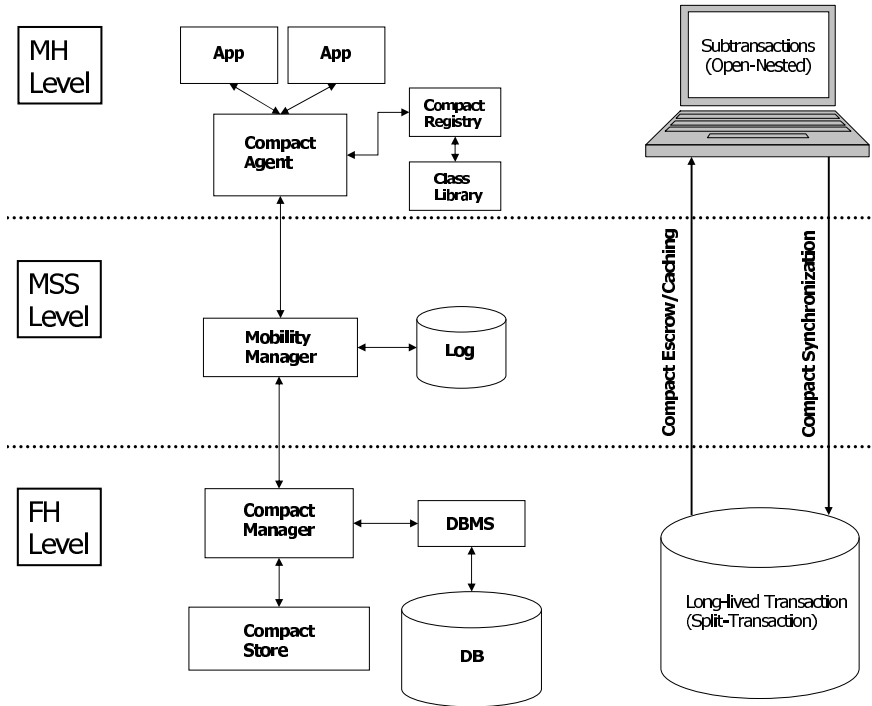 MH
Level
App
App
Compact
Agent
Compact
Registry
Class
Library
Subtransactions
(Open-Nested)
MSS
Level
Mobility
Manager
Log
Compact Escrow/Caching
Compact Synchronization
FH
Level
Compact
Manager
DBMS
Compact
Store
DB
Long-lived Transaction
(Split-Transaction)